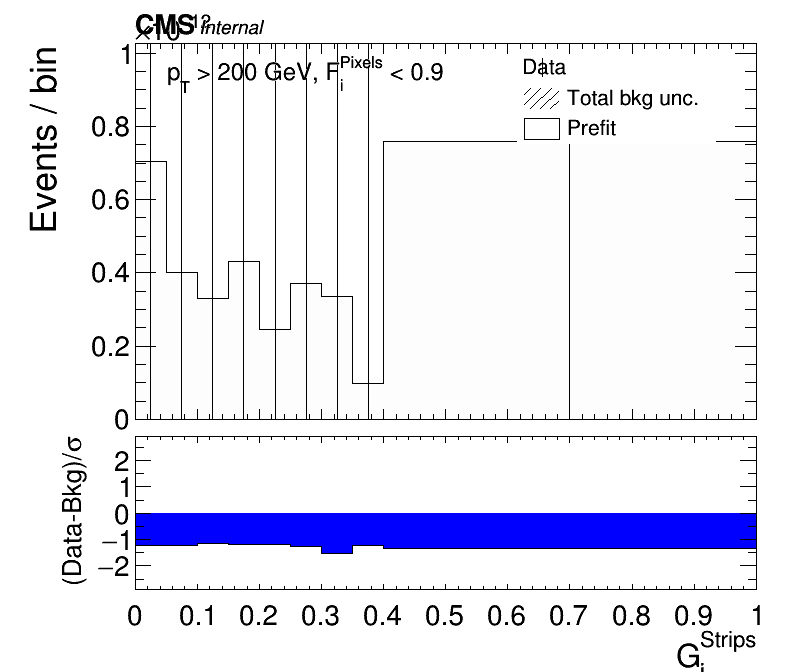 CMS Internal
×10
12
p_T > 200 GeV, F_i^Pixels < 0.9
Data
Total bkg unc.
Prefit
Events / bin
1
0.8
0.6
0.4
0.2
0
(Data-Bkg)/σ
2
1
0
−1
−2
0 0.1 0.2 0.3 0.4 0.5 0.6 0.7 0.8 0.9 1
G_i^Strips